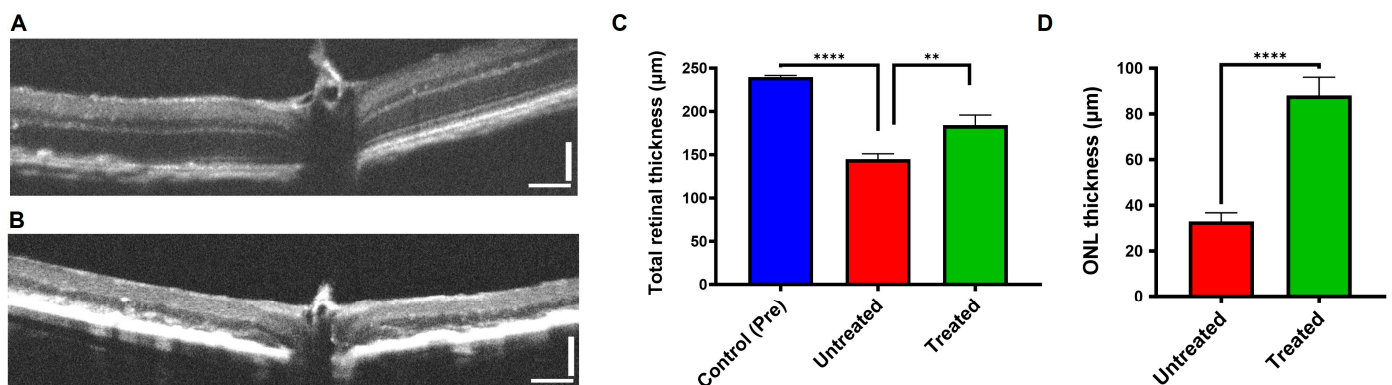 A
B
C
Total retinal thickness (µm)
250
200
150
100
50
0
****
**
Control (Pre)
Untreated
Treated
D
ONL thickness (µm)
100
80
60
40
20
0
****
Untreated
Treated